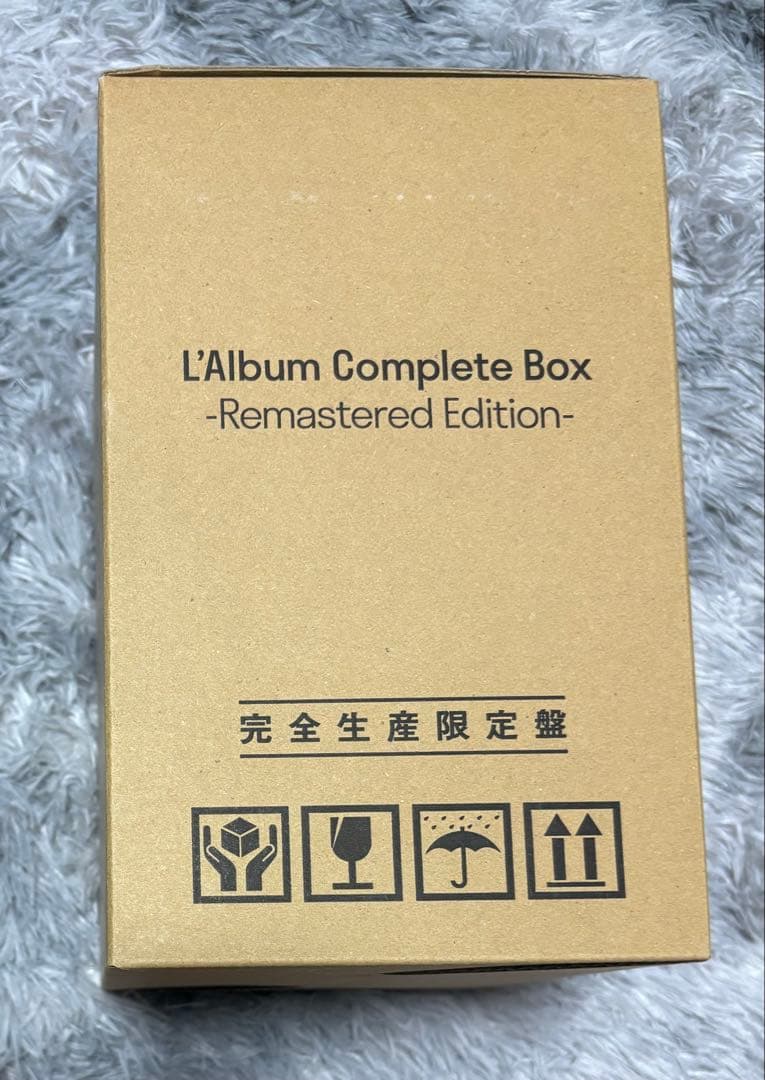 L’Album Complete Box
-Remastered Edition-
完全生産限定盤